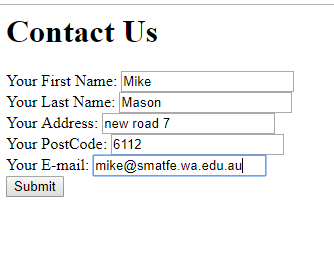 Contact Us
Your First Name: Mike
Your Last Name: Mason
Your Address: new road 7
Your PostCode: 6112
Your E-mail: mike@smatfe.wa.edu.au
Submit